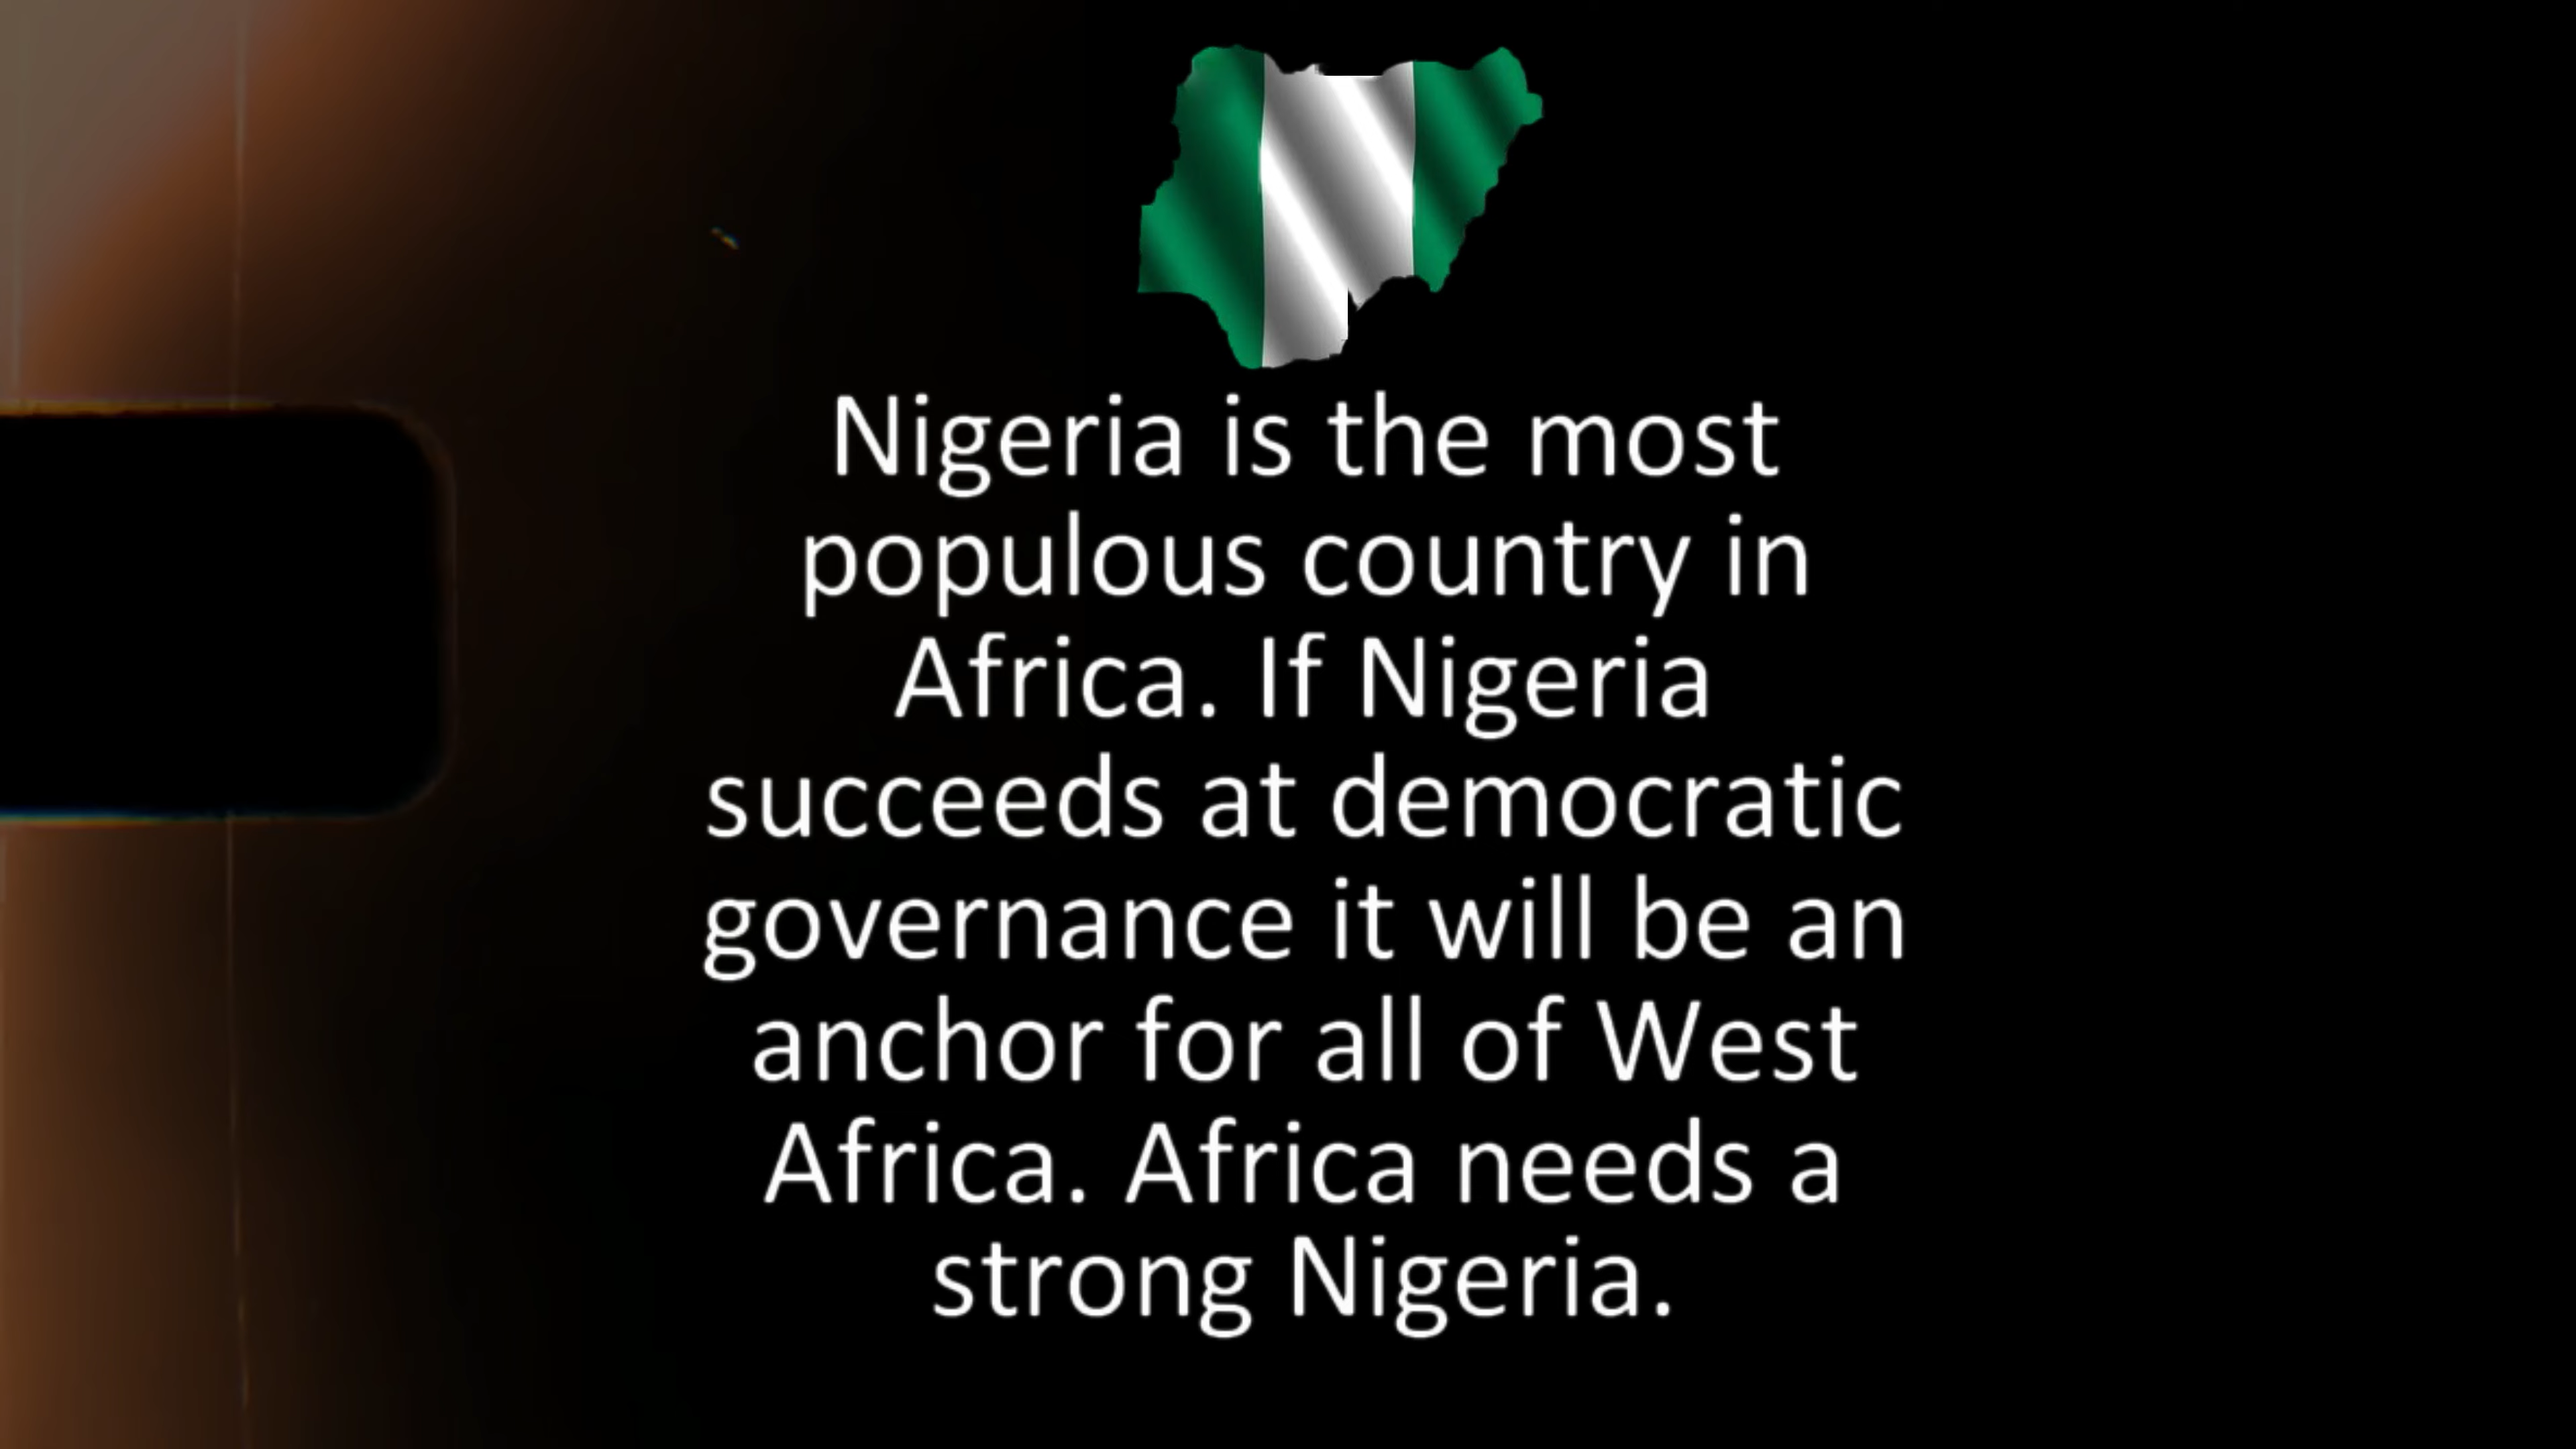 Nigeria is the most
populous country in
Africa. If Nigeria
succeeds at democratic
governance it will be an
anchor for all of West
Africa. Africa needs a
strong Nigeria.